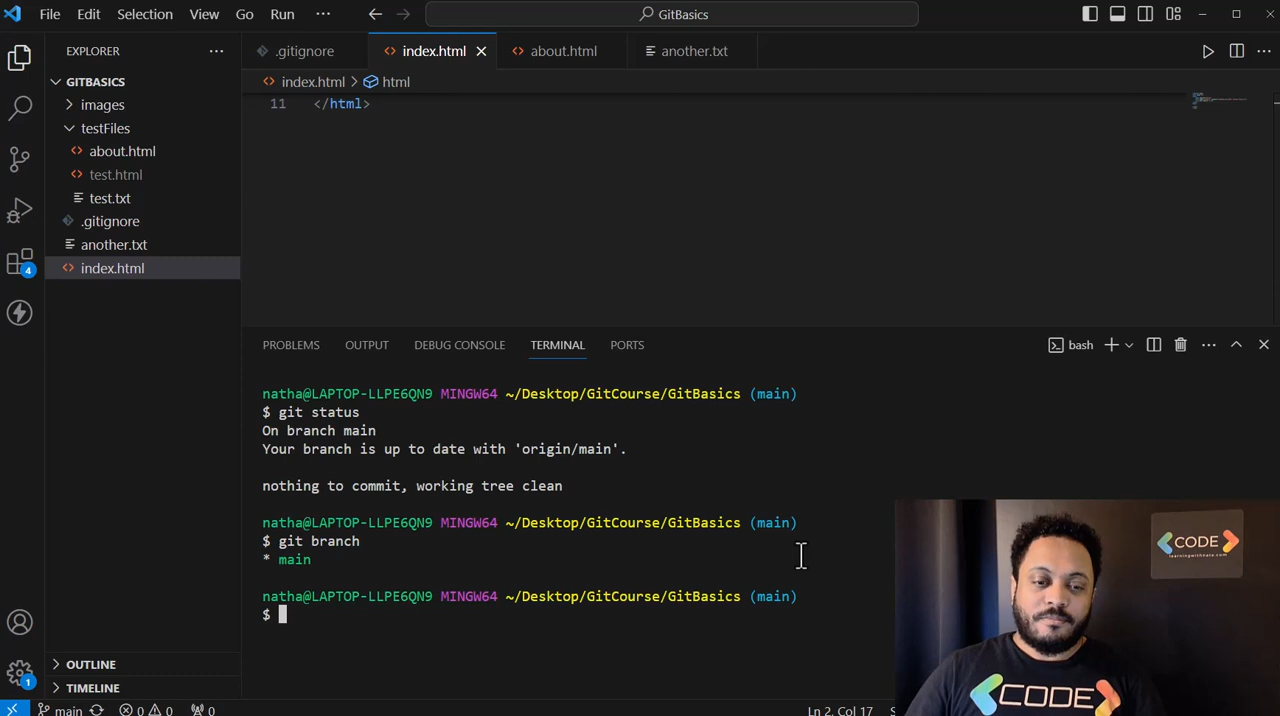 File Edit Selection View Go Run ··· GitBasics
EXPLORER ···
GITBASICS
images
testFiles
about.html
test.html
test.txt
.gitignore
another.txt
index.html
OUTLINE
TIMELINE
.gitignore index.html about.html another.txt
index.html > html
11 </html>
PROBLEMS OUTPUT DEBUG CONSOLE TERMINAL PORTS bash
natha@LAPTOP-LLPE6QN9 MINGW64 ~/Desktop/GitCourse/GitBasics (main)
$ git status
On branch main
Your branch is up to date with 'origin/main'.
nothing to commit, working tree clean
natha@LAPTOP-LLPE6QN9 MINGW64 ~/Desktop/GitCourse/GitBasics (main)
$ git branch
* main
natha@LAPTOP-LLPE6QN9 MINGW64 ~/Desktop/GitCourse/GitBasics (main)
$
4
1
main 0 0 0 Ln 2, Col 17
<CODE>
learningwithnate.com
<CODE>